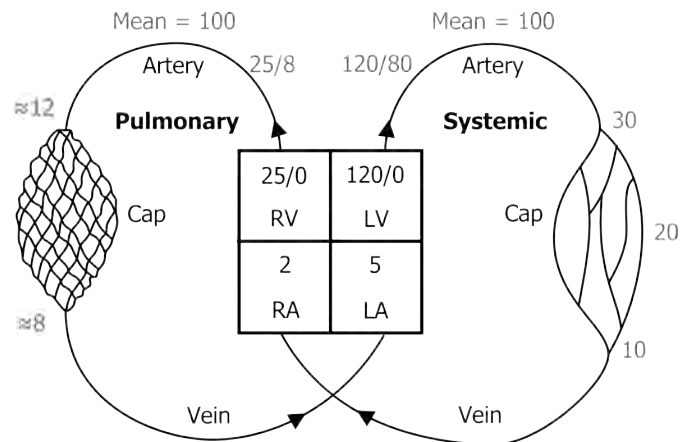 Mean = 100
Mean = 100
Artery
25/8
120/80
Artery
≈12
Pulmonary
Systemic
30
25/0
120/0
RV
LV
Cap
Cap
20
2
5
RA
LA
≈8
10
Vein
Vein